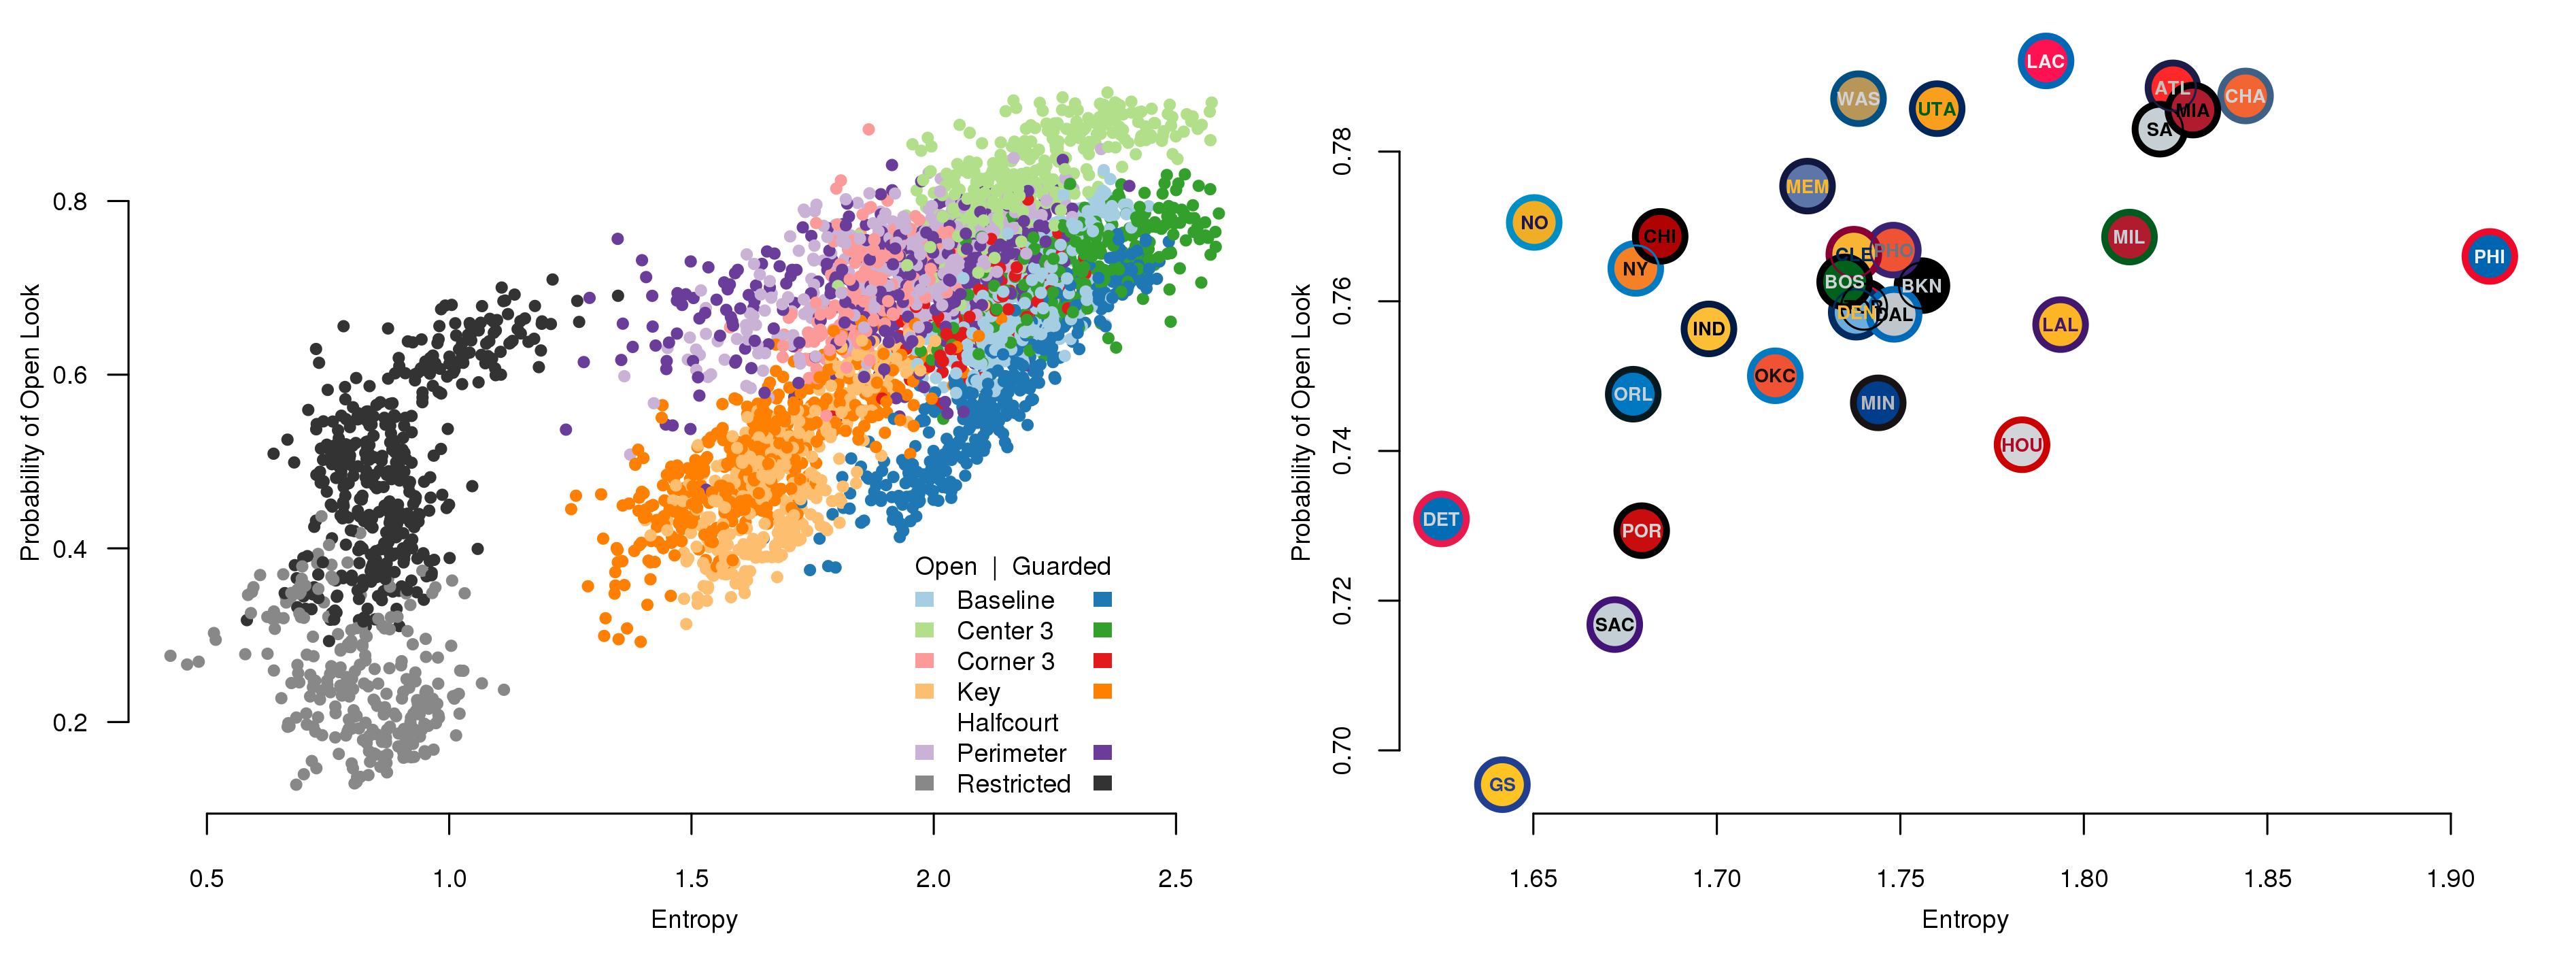 Probability of Open Look
0.8
0.6
0.4
0.2
0.5 1.0 1.5 2.0 2.5
Entropy
Open | Guarded
Baseline
Center 3
Corner 3
Key
Halfcourt
Perimeter
Restricted
Probability of Open Look
0.78
0.76
0.74
0.72
0.70
1.65 1.70 1.75 1.80 1.85 1.90
Entropy
LAC
WAS
UTA
ATL
MIA
CHA
SA
MEM
NO
CHI
NY
CLE
PHO
MIL
PHI
BOS
BKN
DEN
DAL
IND
LAL
OKC
ORL
MIN
HOU
DET
POR
SAC
GS